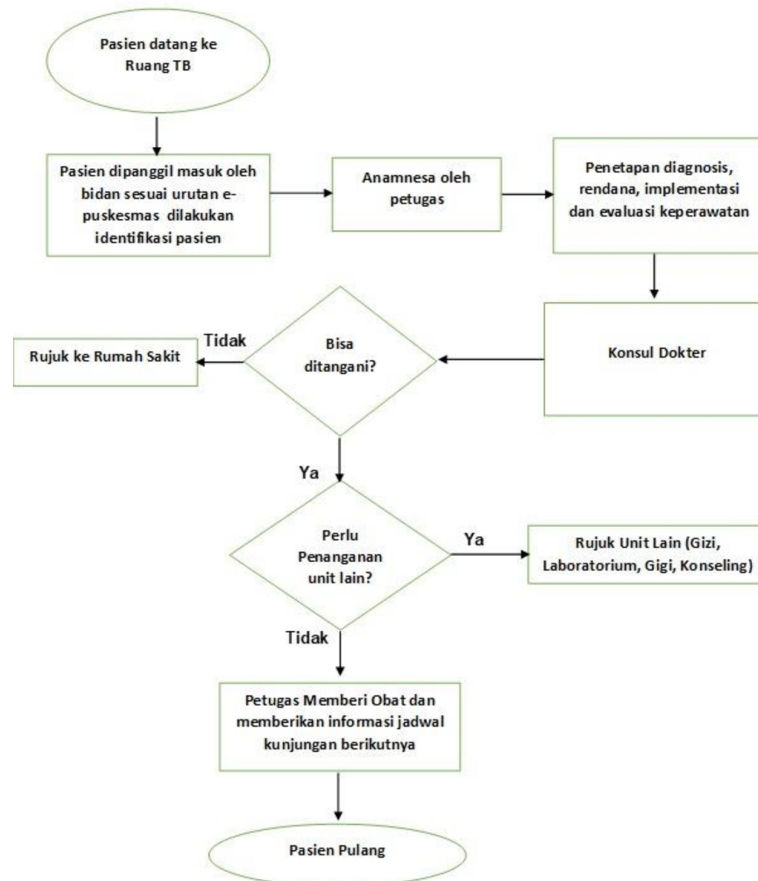 Pasien datang ke
Ruang TB
Pasien dipanggil masuk oleh
bidan sesuai urutan e-
puskesmas dilakukan
identifikasi pasien
Anamnesa oleh
petugas
Penetapan diagnosis,
rendana, implementasi
dan evaluasi keperawatan
Konsul Dokter
Bisa
ditangani?
Tidak
Rujuk ke Rumah Sakit
Ya
Perlu
Penanganan
unit lain?
Ya
Rujuk Unit Lain (Gizi,
Laboratorium, Gigi, Konseling)
Tidak
Petugas Memberi Obat dan
memberikan informasi jadwal
kunjungan berikutnya
Pasien Pulang